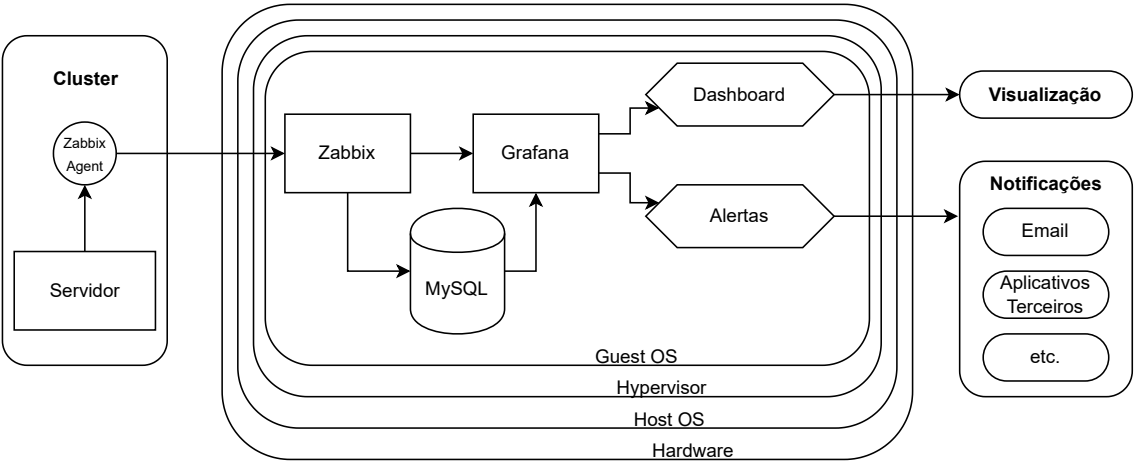 Cluster
Zabbix
Agent
Servidor
Zabbix
Grafana
MySQL
Dashboard
Alertas
Guest OS
Hypervisor
Host OS
Hardware
Visualização
Notificações
Email
Aplicativos
Terceiros
etc.